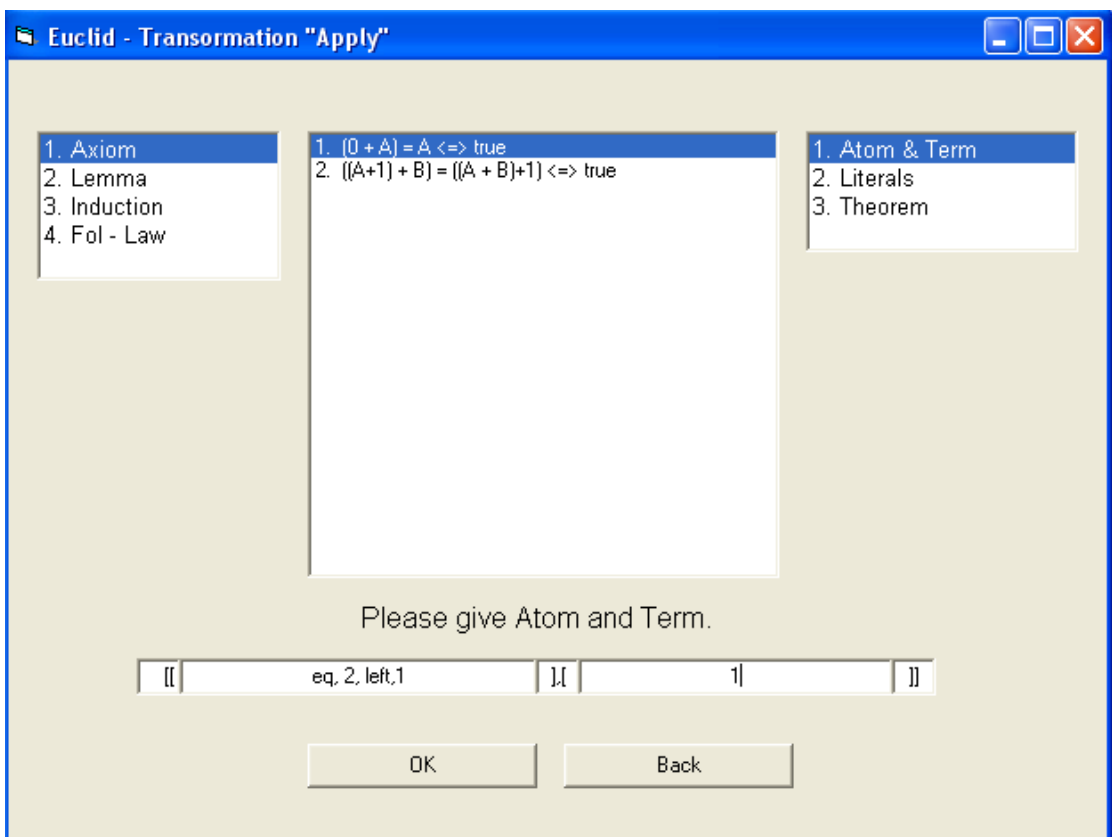 Euclid - Transormation "Apply"
1. Axiom
2. Lemma
3. Induction
4. Fol - Law
1. (0 + A) = A <=> true
2. ((A+1) + B) = ((A + B)+1) <=> true
1. Atom & Term
2. Literals
3. Theorem
Please give Atom and Term.
[[ eq, 2, left,1 ],[ 1 ]]
OK Back